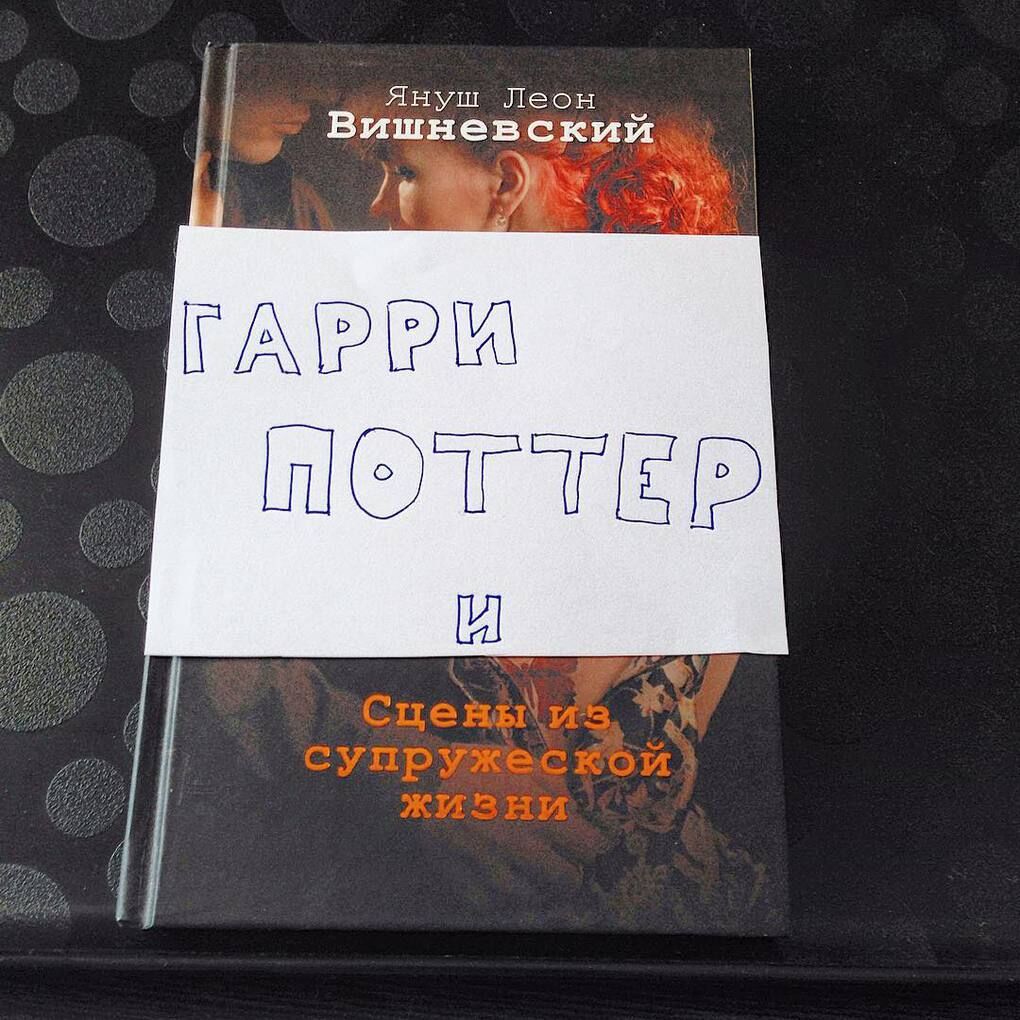 Януш Леон
Вишневский
ГАРРИ
ПОТТЕР
и
Сцены из
супружеской
жизни